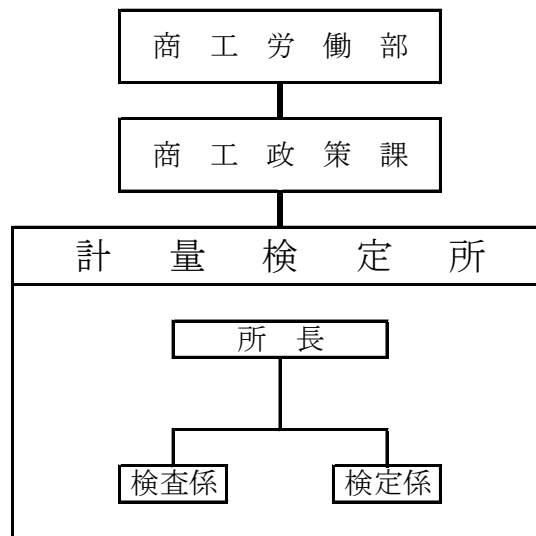 商工労働部
商工政策課
計量検定所
所長
検査係 検定係